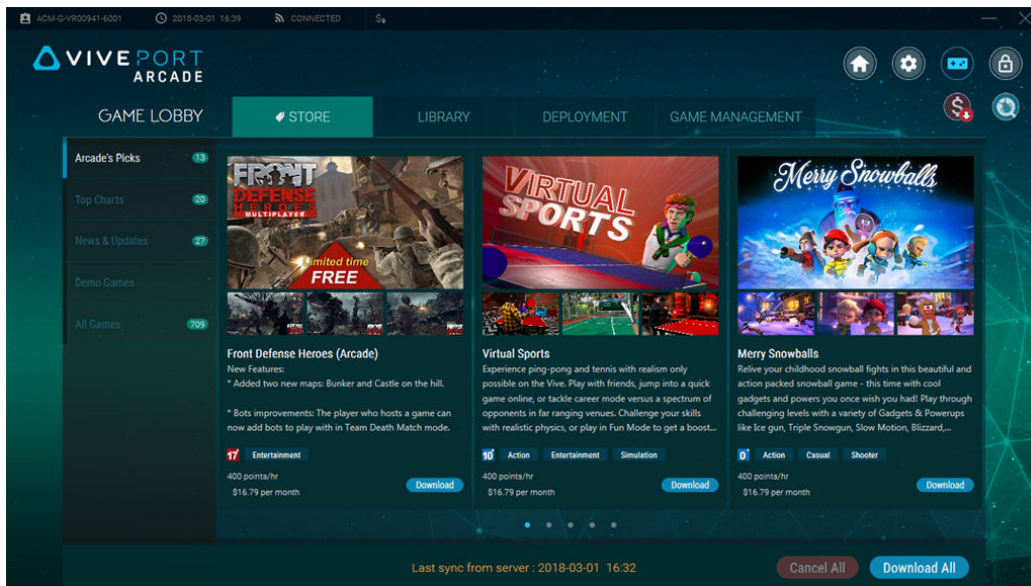 ACM-G-VR00941-6001 2018-03-01 16:39 CONNECTED
VIVEPORT
ARCADE
GAME LOBBY STORE LIBRARY DEPLOYMENT GAME MANAGEMENT
Arcade's Picks 13
Top Charts 20
News & Updates 27
Demo Games
All Games 709
FRONT
DEFENSE
HEROES
MULTIPLAYER
Limited time
FREE
Front Defense Heroes (Arcade)
New Features:
* Added two new maps: Bunker and Castle on the hill.
* Bots improvements: The player who hosts a game can
now add bots to play with in Team Death Match mode.
17+ Entertainment
400 points/hr
$16.79 per month
Download
VIRTUAL
SPORTS
Virtual Sports
Experience ping-pong and tennis with realism only
possible on the Vive. Play with friends, jump into a quick
game online, or tackle career mode versus a spectrum of
opponents in far ranging venues. Challenge your skills
with realistic physics, or play in Fun Mode to get a boost...
10+ Action Entertainment Simulation
400 points/hr
$16.79 per month
Download
Merry Snowballs
Merry Snowballs
Relive your childhood snowball fights in this beautiful and
action packed snowball game - this time with cool
gadgets and powers you once wish you had! Play through
challenging levels with a variety of Gadgets & Powerups
like Ice gun, Triple Snowgun, Slow Motion, Blizzard,...
0+ Action Casual Shooter
400 points/hr
$16.79 per month
Download
Last sync from server : 2018-03-01 16:32
Cancel All Download All